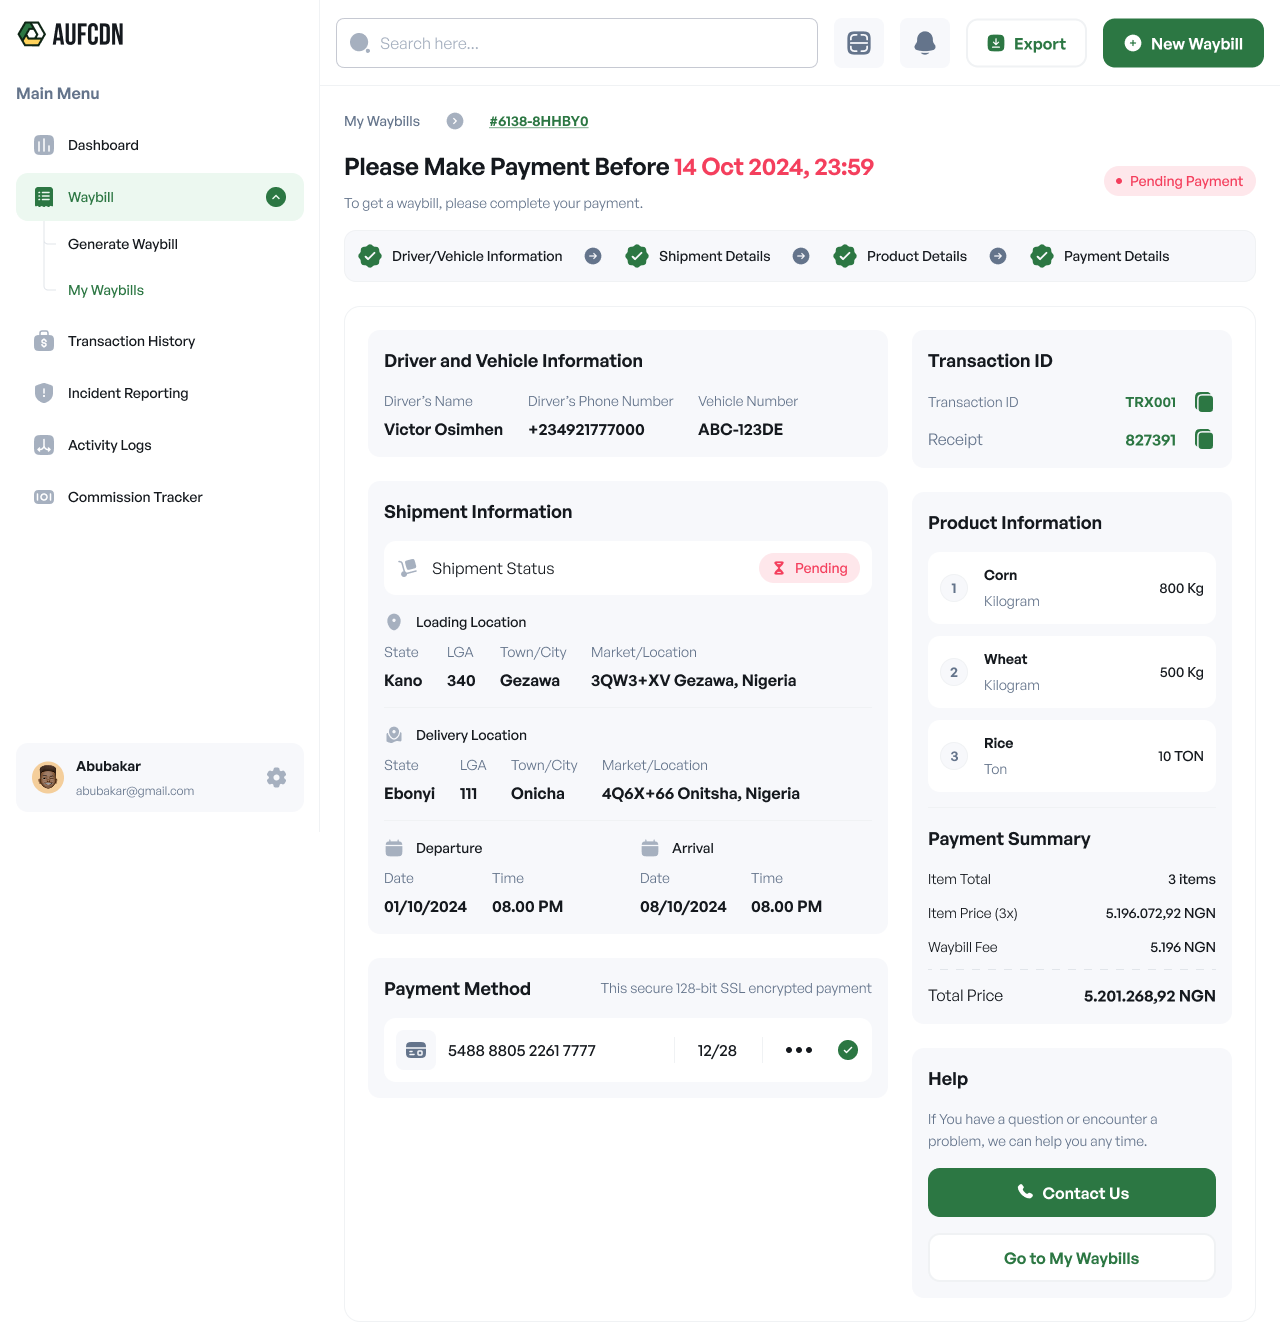 AUFCDN
Main Menu
Dashboard
Waybill
Generate Waybill
My Waybills
Transaction History
Incident Reporting
Activity Logs
Commission Tracker
Abubakar
abubakar@gmail.com
Search here...
Export
New Waybill
My Waybills
#6138-8HHBY0
Please Make Payment Before 14 Oct 2024, 23:59
To get a waybill, please complete your payment.
Pending Payment
Driver/Vehicle Information
Shipment Details
Product Details
Payment Details
Driver and Vehicle Information
Dirver's Name
Dirver's Phone Number
Vehicle Number
Victor Osimhen
+234921777000
ABC-123DE
Shipment Information
Shipment Status
Pending
Loading Location
State
LGA
Town/City
Market/Location
Kano
340
Gezawa
3QW3+XV Gezawa, Nigeria
Delivery Location
State
LGA
Town/City
Market/Location
Ebonyi
111
Onicha
4Q6X+66 Onitsha, Nigeria
Departure
Arrival
Date
Time
Date
Time
01/10/2024
08.00 PM
08/10/2024
08.00 PM
Payment Method
This secure 128-bit SSL encrypted payment
5488 8805 2261 7777
12/28
•••
Transaction ID
Transaction ID
TRX001
Receipt
827391
Product Information
1
Corn
Kilogram
800 Kg
2
Wheat
Kilogram
500 Kg
3
Rice
Ton
10 TON
Payment Summary
Item Total
3 items
Item Price (3x)
5.196.072,92 NGN
Waybill Fee
5.196 NGN
Total Price
5.201.268,92 NGN
Help
If You have a question or encounter a
problem, we can help you any time.
Contact Us
Go to My Waybills